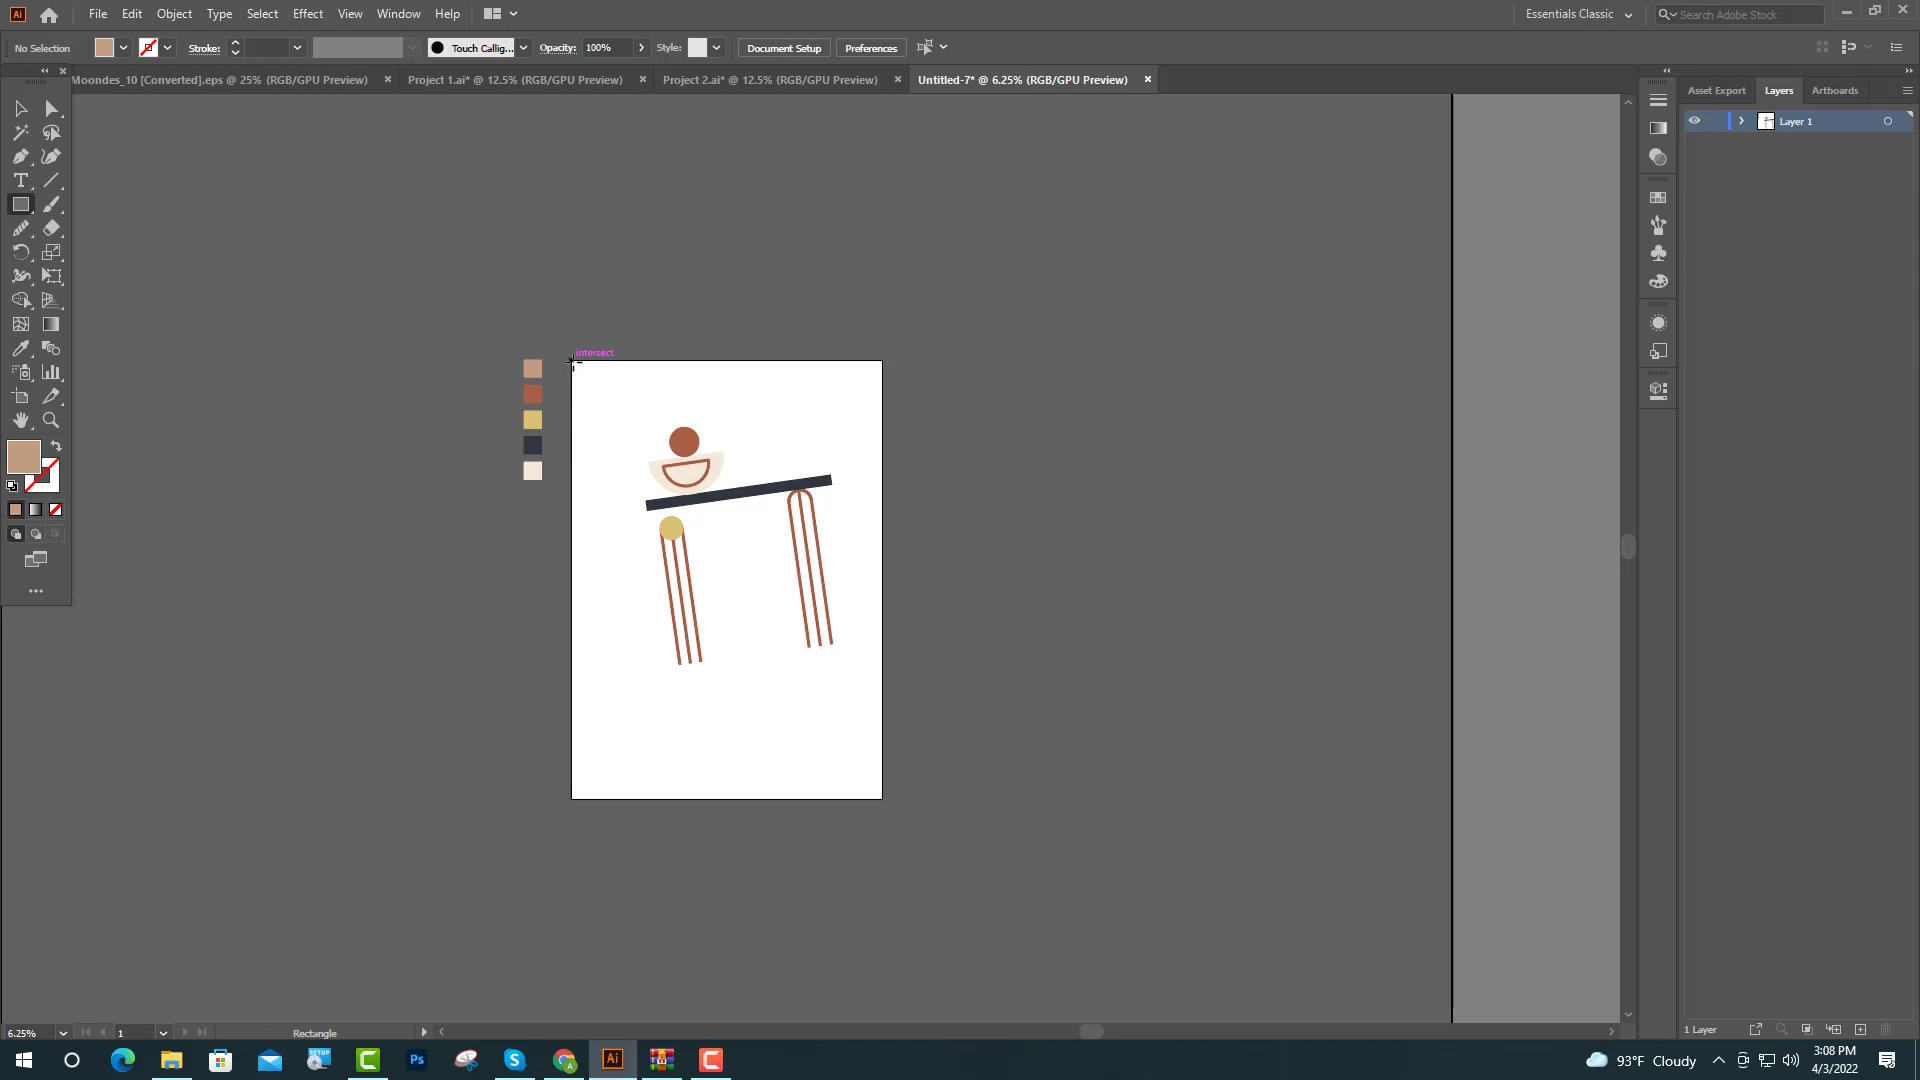 Ai File Edit Object Type Select Effect View Window Help Essentials Classic Search Adobe Stock
No Selection Stroke: Touch Callig... Opacity: 100% Style: Document Setup Preferences
Moondes_10 [Converted].eps @ 25% (RGB/GPU Preview) × Project 1.ai* @ 12.5% (RGB/GPU Preview) × Project 2.ai* @ 12.5% (RGB/GPU Preview) × Untitled-7* @ 6.25% (RGB/GPU Preview) ×
Asset Export Layers Artboards
Layer 1
intersect
6.25% 1 Rectangle
1 Layer
SETUP Ps Ai
93°F Cloudy
3:08 PM
4/3/2022